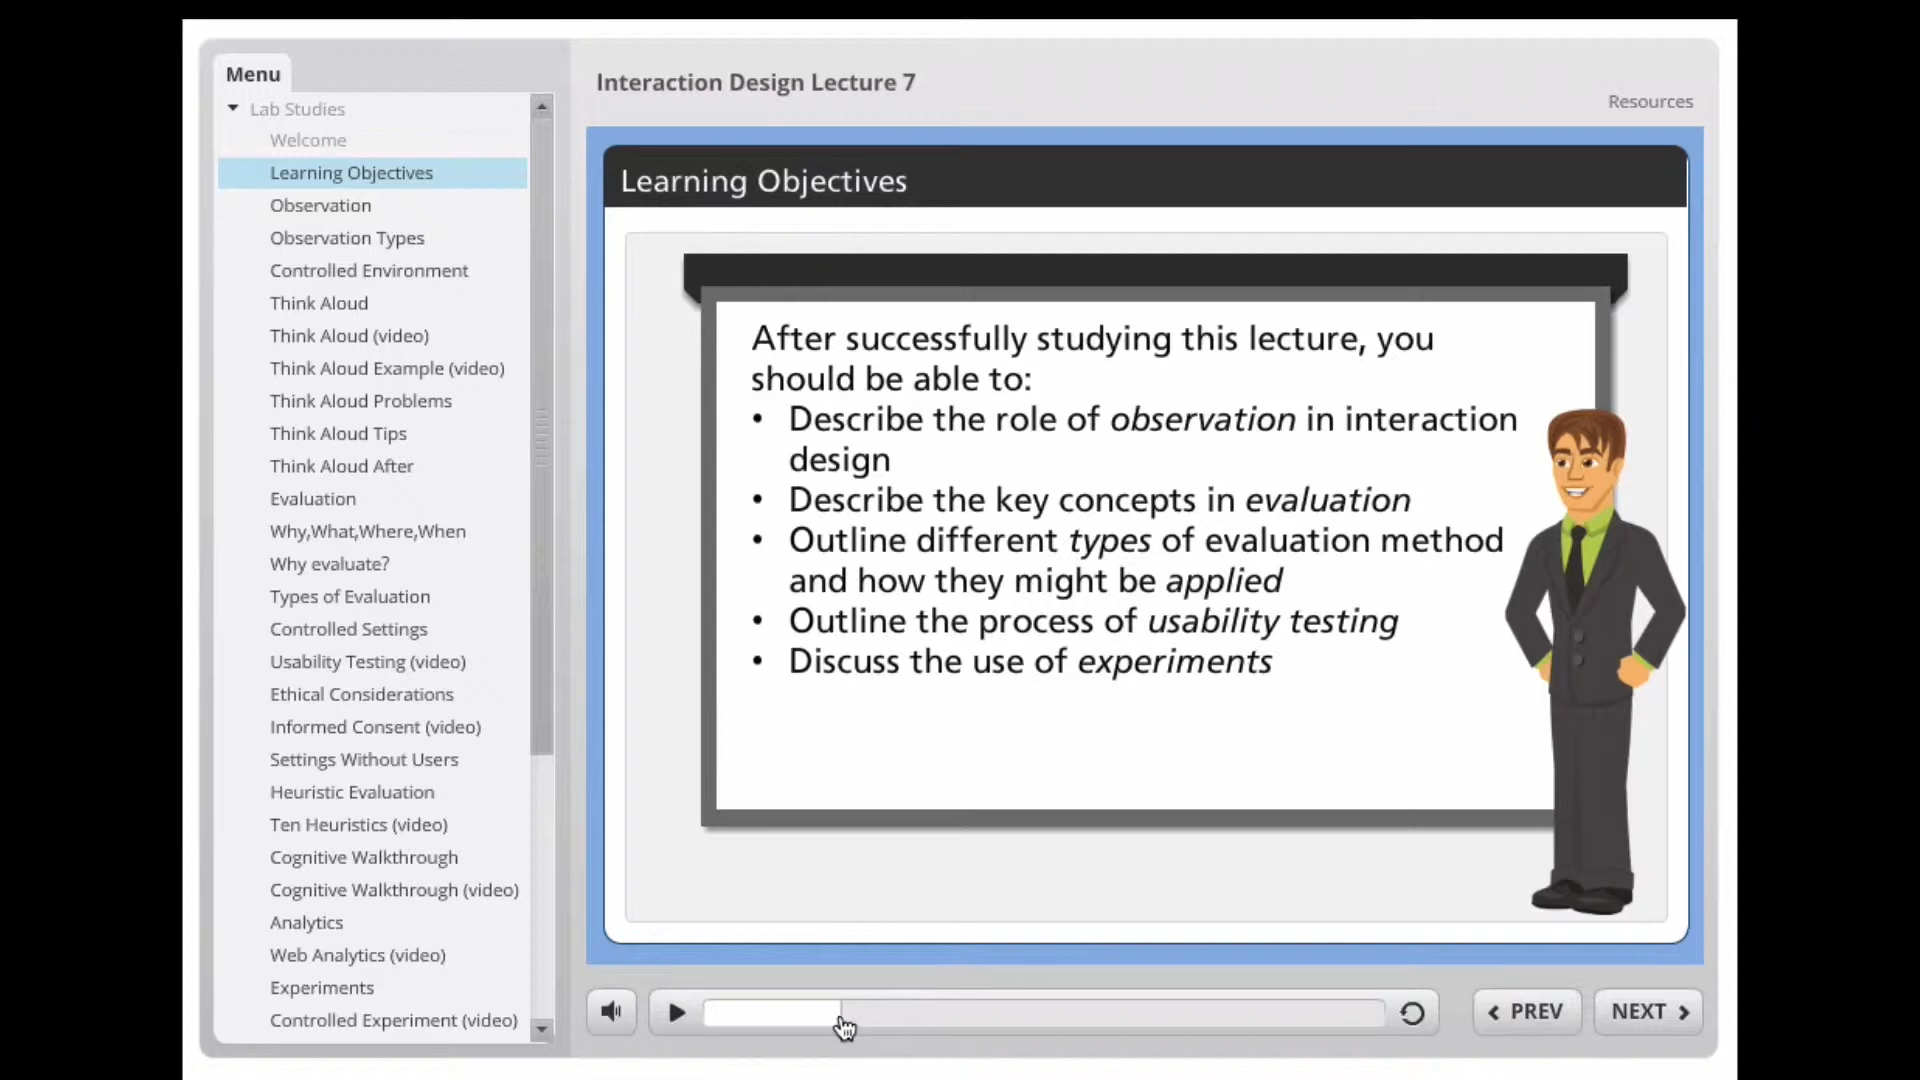 Menu
Lab Studies
Welcome
Learning Objectives
Observation
Observation Types
Controlled Environment
Think Aloud
Think Aloud (video)
Think Aloud Example (video)
Think Aloud Problems
Think Aloud Tips
Think Aloud After
Evaluation
Why,What,Where,When
Why evaluate?
Types of Evaluation
Controlled Settings
Usability Testing (video)
Ethical Considerations
Informed Consent (video)
Settings Without Users
Heuristic Evaluation
Ten Heuristics (video)
Cognitive Walkthrough
Cognitive Walkthrough (video)
Analytics
Web Analytics (video)
Experiments
Controlled Experiment (video)
Interaction Design Lecture 7
Resources
Learning Objectives
After successfully studying this lecture, you
should be able to:
• Describe the role of observation in interaction
design
• Describe the key concepts in evaluation
• Outline different types of evaluation method
and how they might be applied
• Outline the process of usability testing
• Discuss the use of experiments
PREV
NEXT